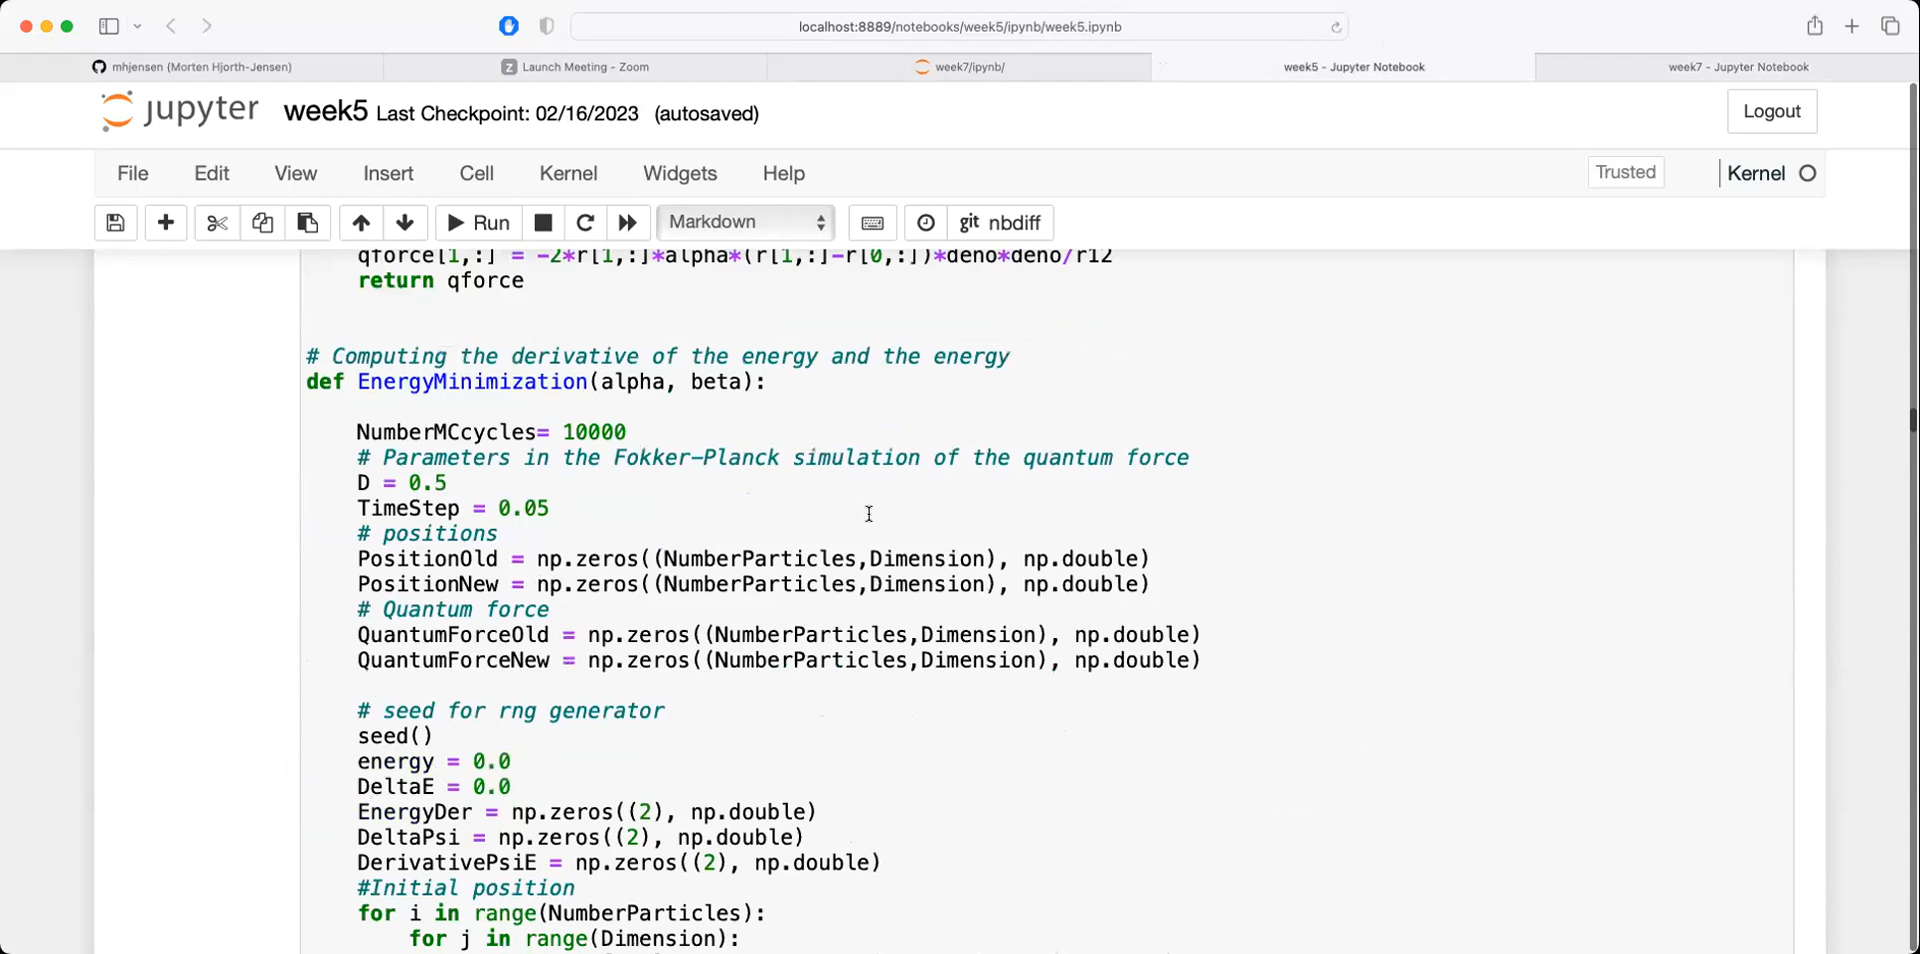 localhost:8889/notebooks/week5/ipynb/week5.ipynb
mhjensen (Morten Hjorth-Jensen)
Launch Meeting - Zoom
week7/ipynb/
week5 - Jupyter Notebook
week7 - Jupyter Notebook
jupyter week5 Last Checkpoint: 02/16/2023 (autosaved)
Logout
File Edit View Insert Cell Kernel Widgets Help
Trusted
Kernel
Run
Markdown
git nbdiff
qforce[1,:] = -2*r[1,:]*alpha*(r[1,:]-r[0,:])*deno*deno/r12
return qforce
# Computing the derivative of the energy and the energy
def EnergyMinimization(alpha, beta):
NumberMCcycles= 10000
# Parameters in the Fokker-Planck simulation of the quantum force
D = 0.5
TimeStep = 0.05
# positions
PositionOld = np.zeros((NumberParticles,Dimension), np.double)
PositionNew = np.zeros((NumberParticles,Dimension), np.double)
# Quantum force
QuantumForceOld = np.zeros((NumberParticles,Dimension), np.double)
QuantumForceNew = np.zeros((NumberParticles,Dimension), np.double)
# seed for rng generator
seed()
energy = 0.0
DeltaE = 0.0
EnergyDer = np.zeros((2), np.double)
DeltaPsi = np.zeros((2), np.double)
DerivativePsiE = np.zeros((2), np.double)
#Initial position
for i in range(NumberParticles):
for j in range(Dimension):